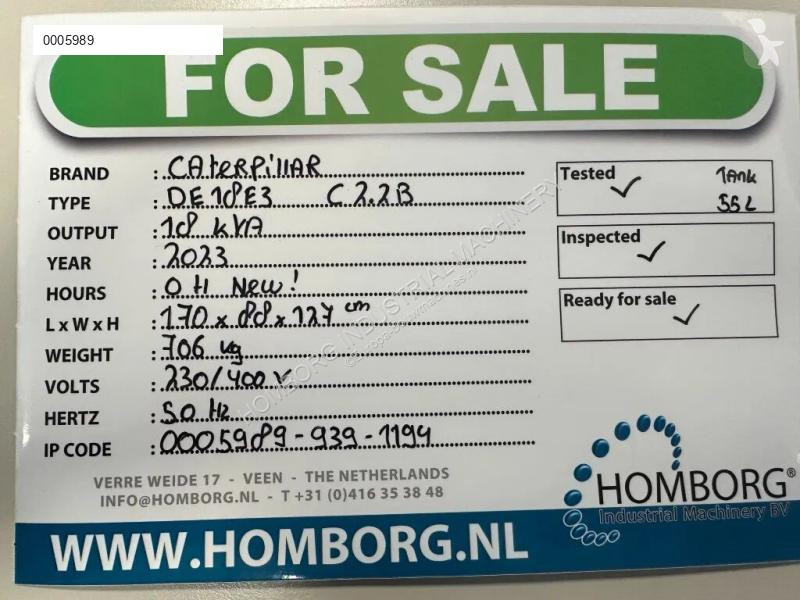 0005989
FOR SALE
BRAND : CAterpillAR
TYPE : DE18E3 C2.2B
OUTPUT : 18 kVA
YEAR : 2023
HOURS : 0 H New!
L x W x H : 170 x 88 x 127 cm
WEIGHT : 706 kg
VOLTS : 230/400 V
HERTZ : 50 Hz
IP CODE : 0005989-939-1194
Tested ✓ TANK
55 L
Inspected ✓
Ready for sale ✓
VERRE WEIDE 17 - VEEN - THE NETHERLANDS
INFO@HOMBORG.NL - T +31 (0)416 35 38 48
HOMBORG®
Industrial Machinery BV
WWW.HOMBORG.NL
HOMBORG INDUSTRIAL MACHINERY